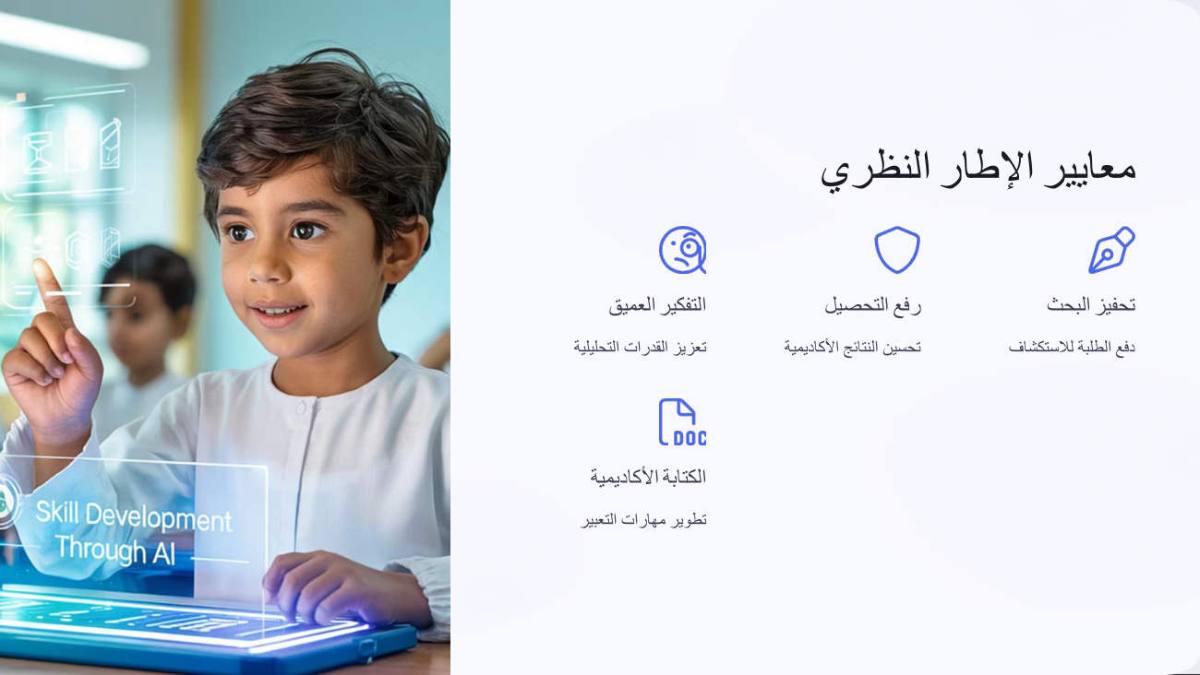 معايير الإطار النظري
تحفيز البحث
دفع الطلبة للاستكشاف
رفع التحصيل
تحسين النتائج الأكاديمية
التفكير العميق
تعزيز القدرات التحليلية
DOC
الكتابة الأكاديمية
تطوير مهارات التعبير
Skill Development
Through AI